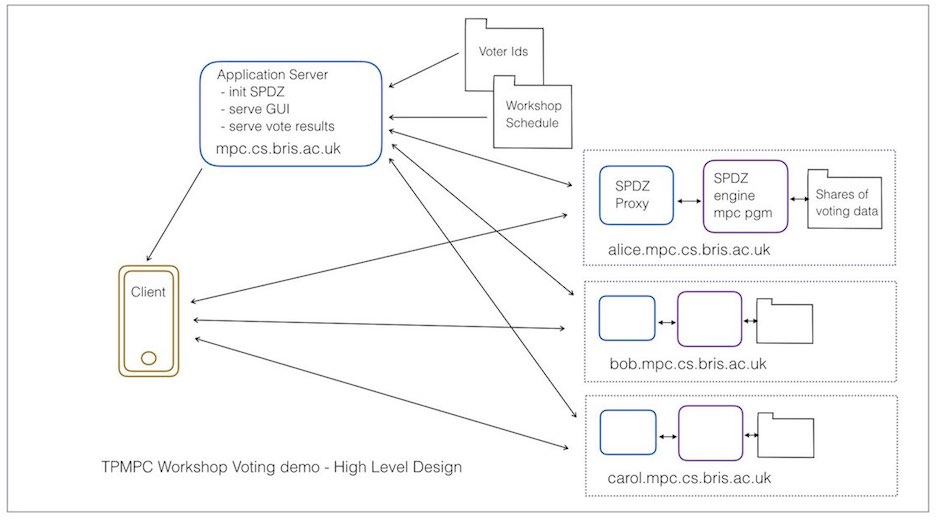 Application Server
- init SPDZ
- serve GUI
- serve vote results
mpc.cs.bris.ac.uk
Voter Ids
Workshop
Schedule
SPDZ
Proxy
SPDZ
engine
mpc pgm
Shares of
voting data
alice.mpc.cs.bris.ac.uk
Client
bob.mpc.cs.bris.ac.uk
carol.mpc.cs.bris.ac.uk
TPMPC Workshop Voting demo - High Level Design